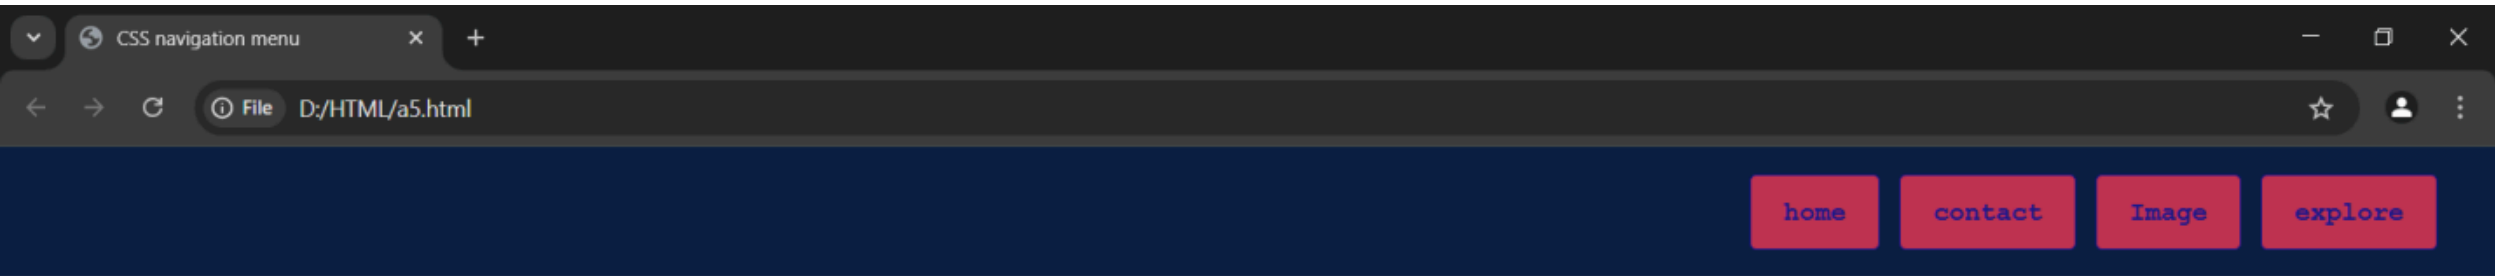 CSS navigation menu
File D:/HTML/a5.html
home contact Image explore